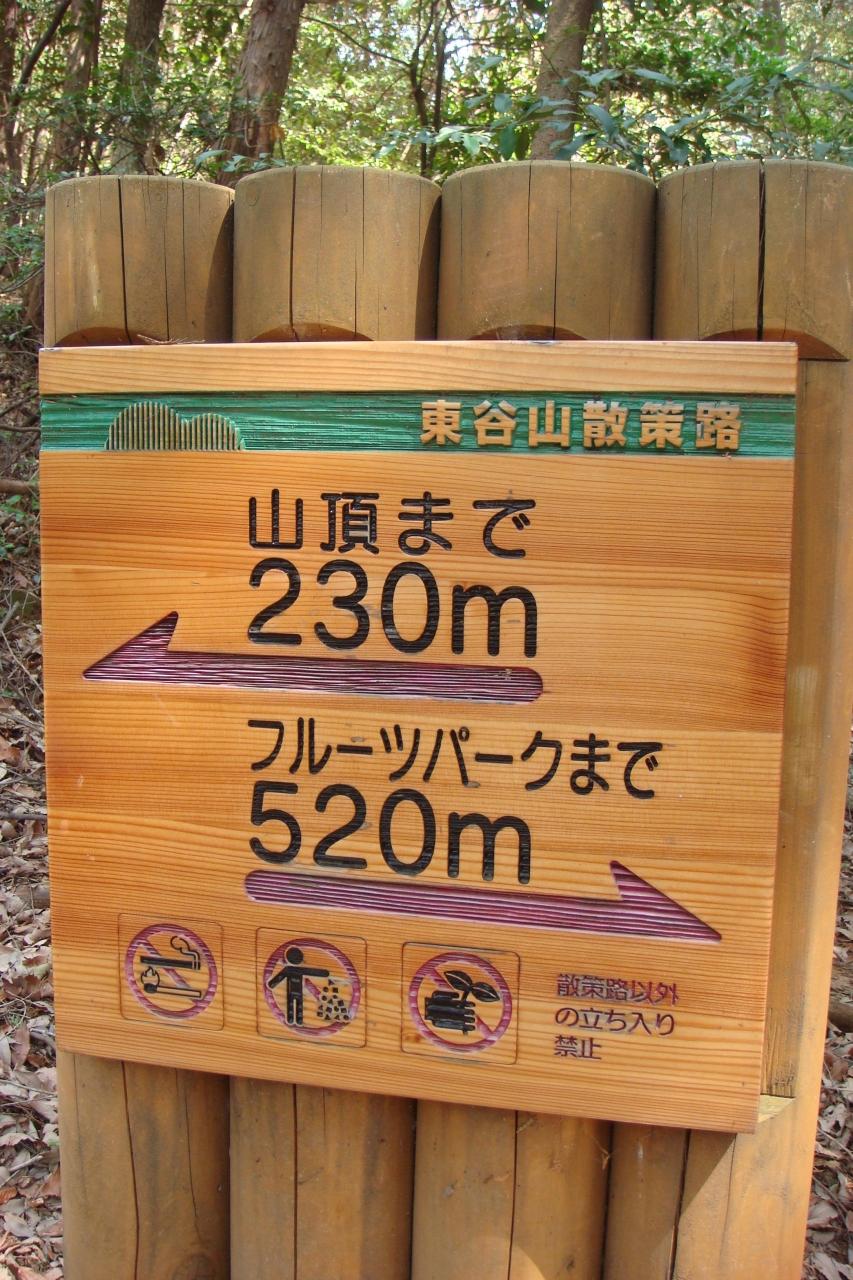 東谷山散策路
山頂まで
230m
フルーツパークまで
520m
散策路以外
の立ち入り
禁止